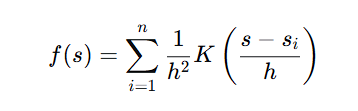 f(s) = \sum_{i=1}^{n} \frac{1}{h^2} K \left( \frac{s - s_i}{h} \right)